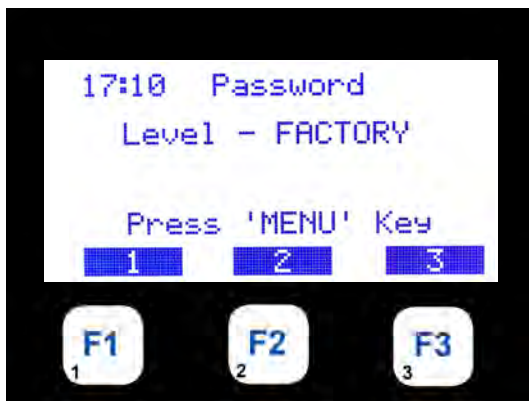 17:10 Password
Level - FACTORY
Press 'MENU' Key
1 2 3
F1 F2 F3
1 2 3